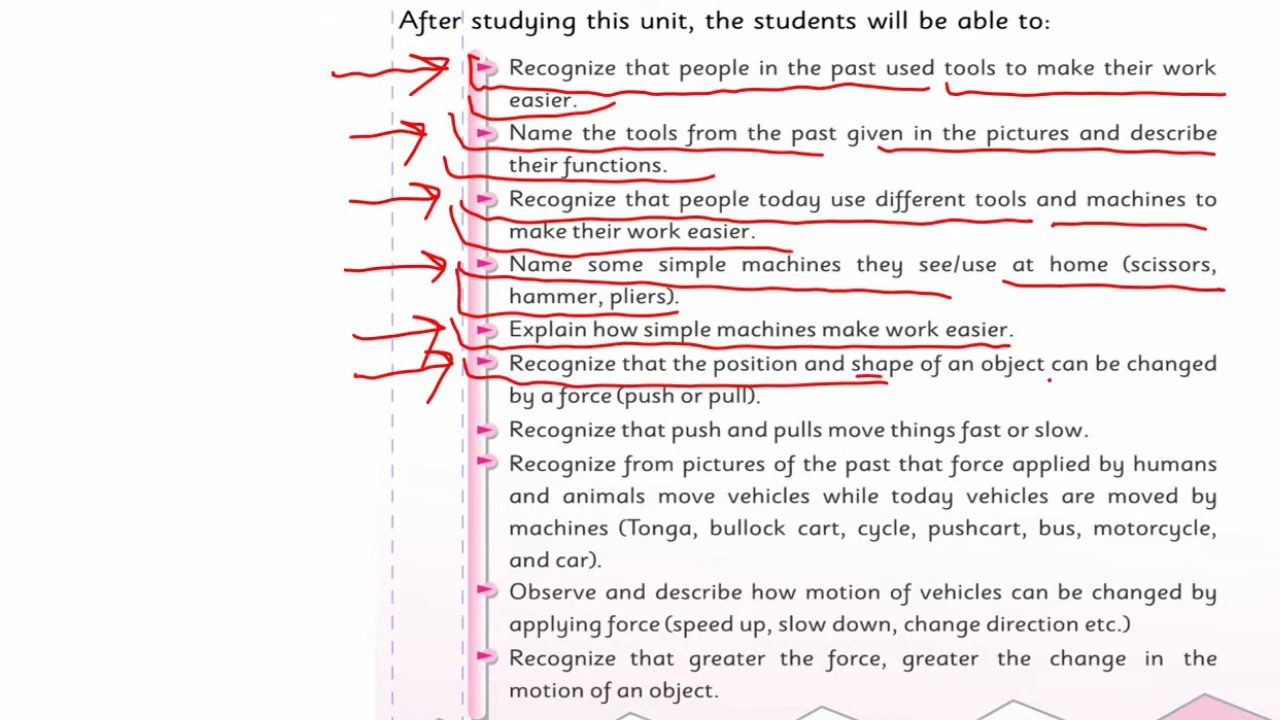 After studying this unit, the students will be able to:
Recognize that people in the past used tools to make their work
easier.
Name the tools from the past given in the pictures and describe
their functions.
Recognize that people today use different tools and machines to
make their work easier.
Name some simple machines they see/use at home (scissors,
hammer, pliers).
Explain how simple machines make work easier.
Recognize that the position and shape of an object can be changed
by a force (push or pull).
Recognize that push and pulls move things fast or slow.
Recognize from pictures of the past that force applied by humans
and animals move vehicles while today vehicles are moved by
machines (Tonga, bullock cart, cycle, pushcart, bus, motorcycle,
and car).
Observe and describe how motion of vehicles can be changed by
applying force (speed up, slow down, change direction etc.)
Recognize that greater the force, greater the change in the
motion of an object.